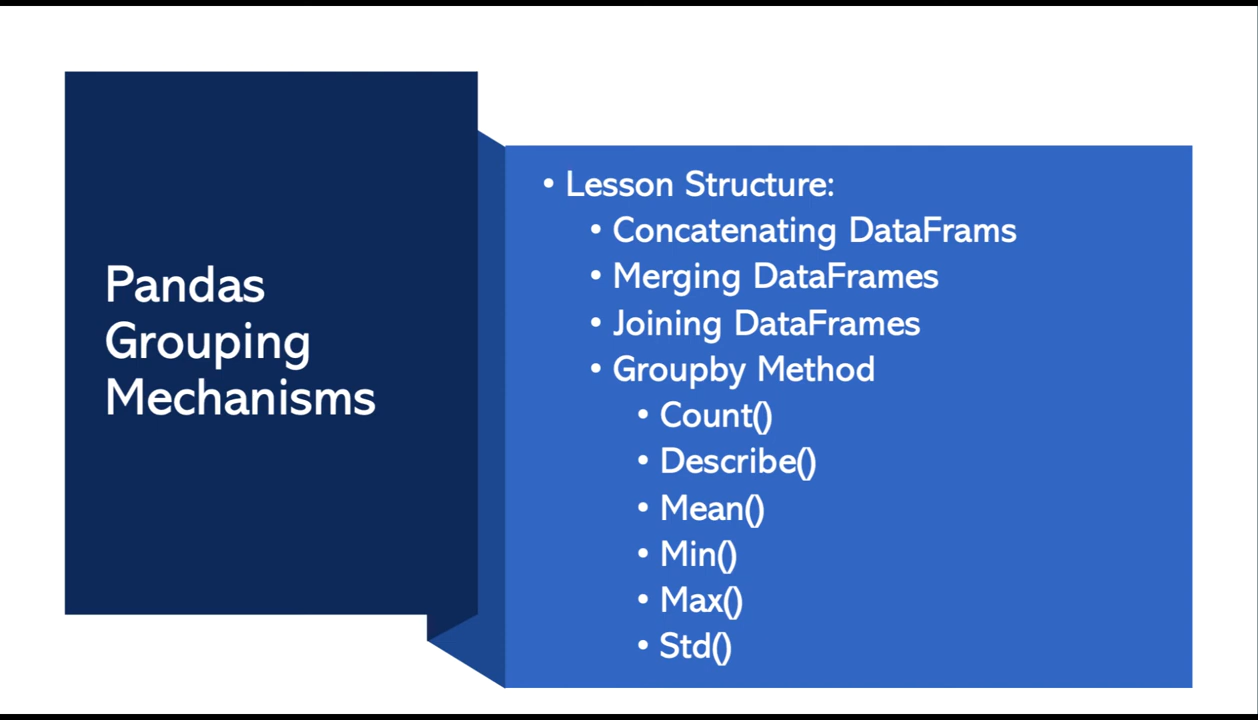 Pandas
Grouping
Mechanisms
• Lesson Structure:
• Concatenating DataFrams
• Merging DataFrames
• Joining DataFrames
• Groupby Method
• Count()
• Describe()
• Mean()
• Min()
• Max()
• Std()